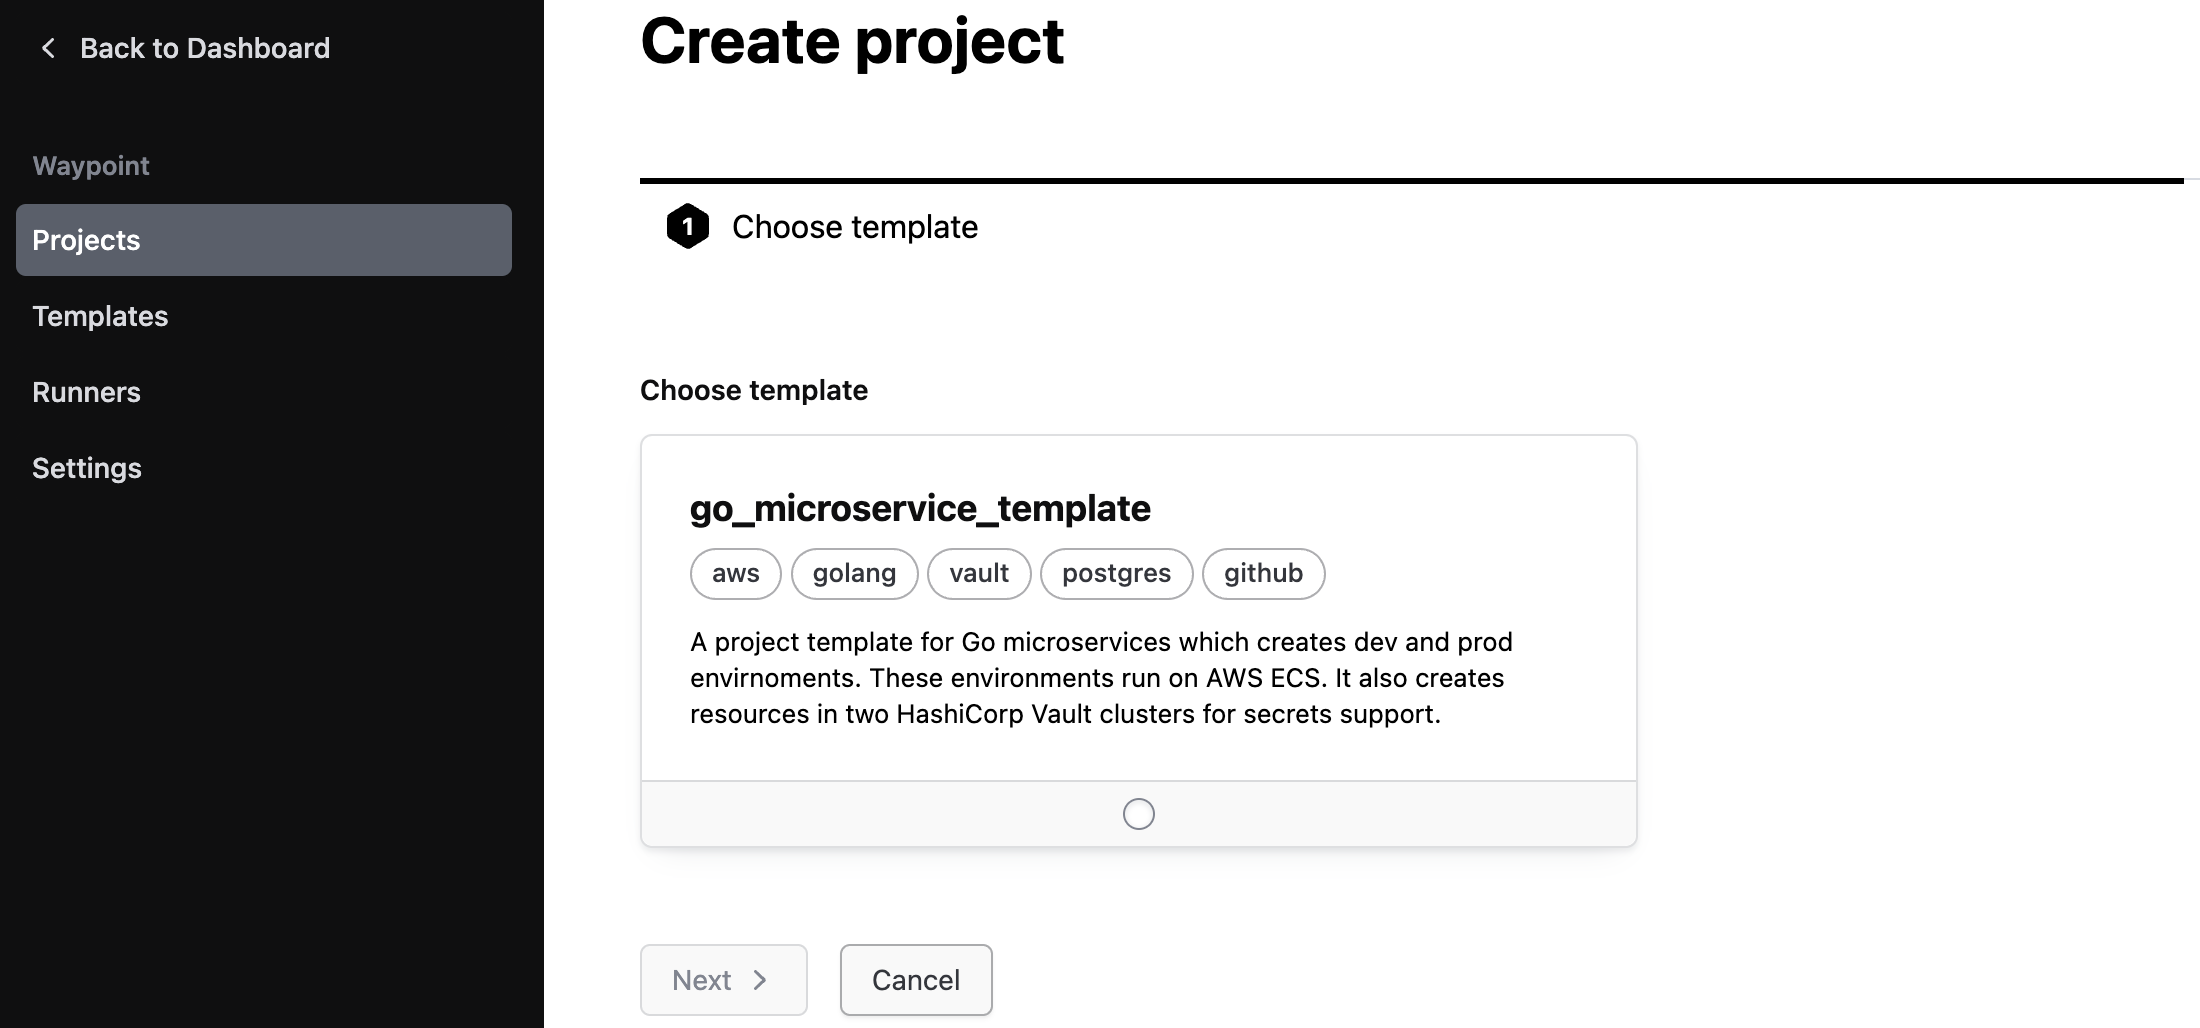 Back to Dashboard
Waypoint
Projects
Templates
Runners
Settings
Create project
1 Choose template
Choose template
go_microservice_template
aws golang vault postgres github
A project template for Go microservices which creates dev and prod
envirnoments. These environments run on AWS ECS. It also creates
resources in two HashiCorp Vault clusters for secrets support.
Next Cancel